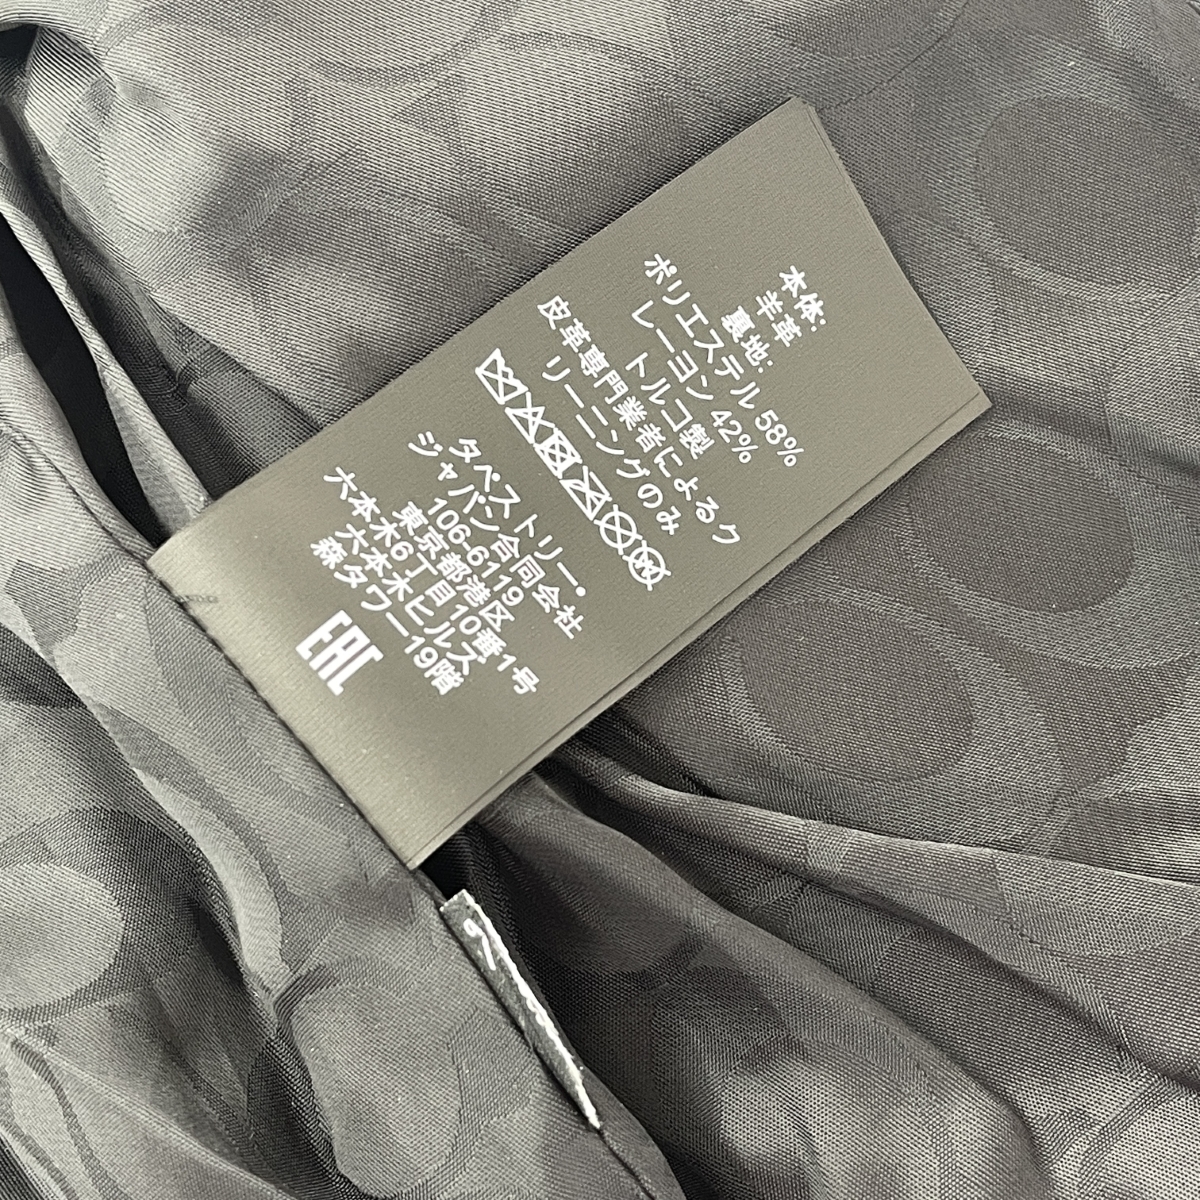 本体:
羊革
裏地:
ポリエステル 58%
レーヨン 42%
トルコ製
皮革専門業者によるク
リーニングのみ
タペストリー・
ジャパン合同会社
106-6119
東京都港区
六本木6丁目10番1号
六本木ヒルズ
森タワー19階
EAC